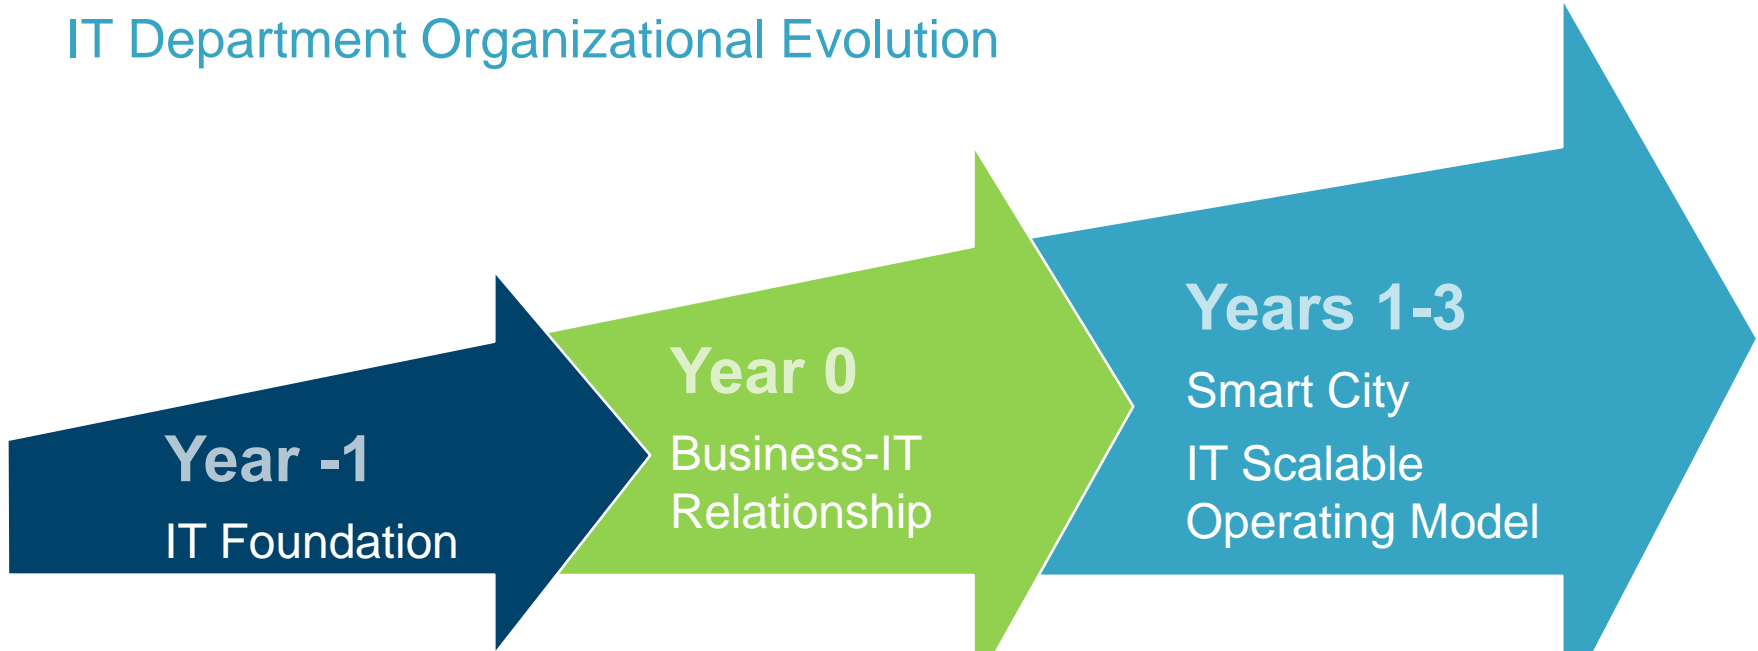 IT Department Organizational Evolution
Year -1
IT Foundation
Year 0
Business-IT
Relationship
Years 1-3
Smart City
IT Scalable
Operating Model